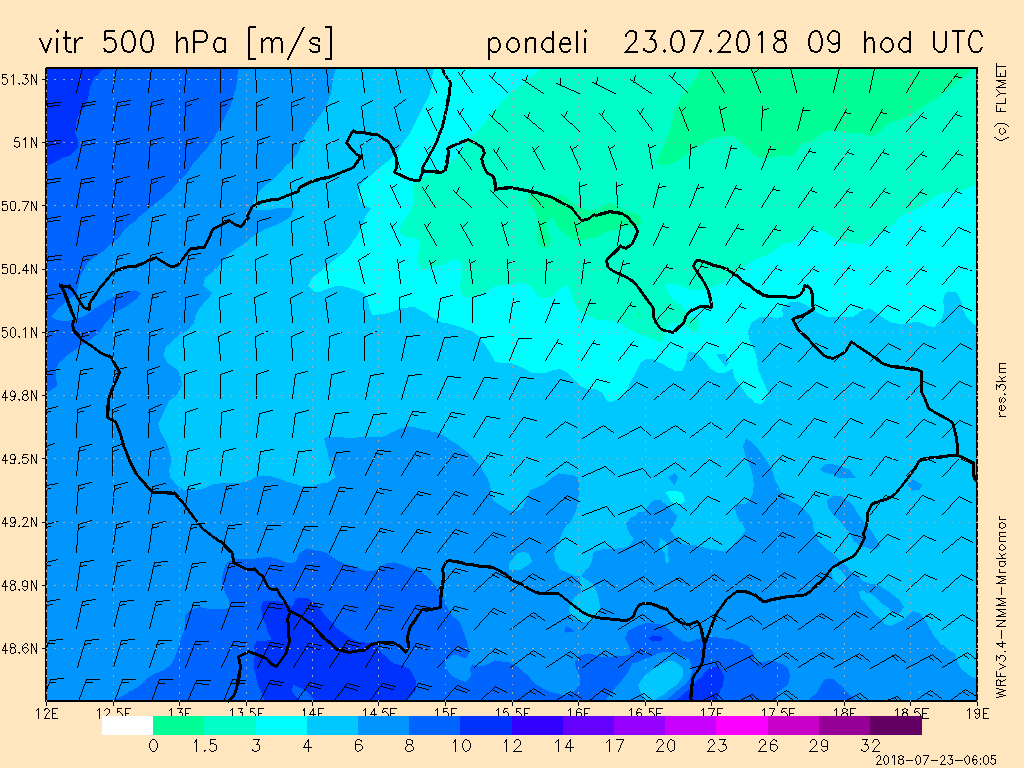 vitr 500 hPa [m/s] pondeli 23.07.2018 09 hod UTC
(c) FLYMET
51.3N
51N
50.7N
50.4N
50.1N
49.8N
49.5N
49.2N
48.9N
48.6N
res.3km
WRFv3.4-NMM-Mrakomor
12E 12.5E 13E 13.5E 14E 14.5E 15E 15.5E 16E 16.5E 17E 17.5E 18E 18.5E 19E
0 1.5 3 4 6 8 10 12 14 17 20 23 26 29 32
2018-07-23-06:05